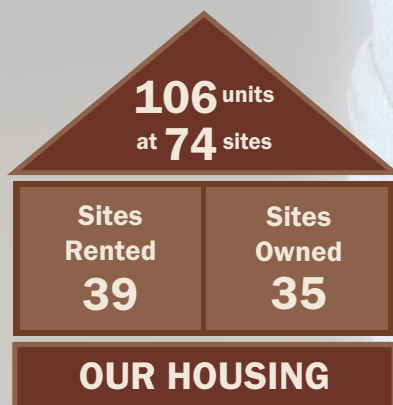 106 units
at 74 sites
Sites
Rented
39
Sites
Owned
35
OUR HOUSING